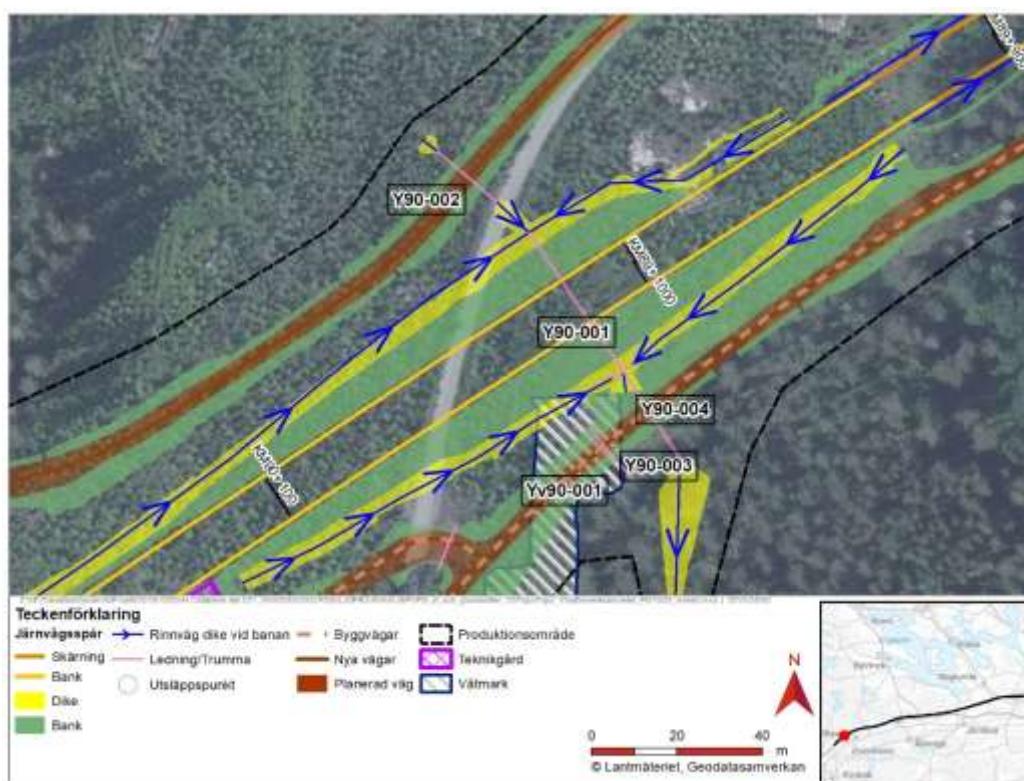 Y90-002
Y90-001
Y90-004
Y90-003
Yv90-001
Teckenförklaring
Järnvägsspår
Skärning
Bank
Dike
Bank
Rinnväg dike vid banan
Ledning/Trumma
Utsläppspunkt
Byggvägar
Nya vägar
Planerad väg
Produktionsområde
Teknikgård
Våtmark
N
0 20 40
m
© Lantmäteriet, Geodatasamverkan